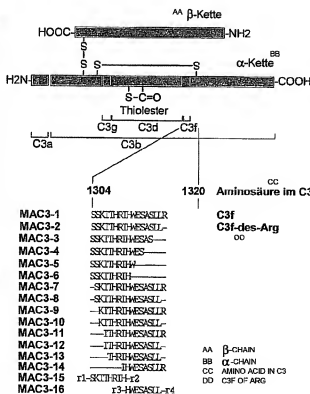 AA β-Kette
HOOC- -NH2
S
S
S S
α-Kette BB
H2N- -COOH
S-C=O
Thiolester
C3g C3d C3f
C3a C3b
CC
1304 1320 Aminosäure im C3
MAC3-1 SSKITHRIHWESASLLR C3f
MAC3-2 SSKITHRIHWESASLL- C3f-des-Arg
MAC3-3 SSKITHRIHWESAS--- DD
MAC3-4 SSKITHRIHWES-----
MAC3-5 SSKITHRIHW-------
MAC3-6 SSKITHRIH--------
MAC3-7 -SKITHRIHWESASLLR
MAC3-8 -SKITHRIHWESASLL-
MAC3-9 --KITHRIHWESASLLR
MAC3-10 --KITHRIHWESASLL-
MAC3-11 ---ITHRIHWESASLLR
MAC3-12 ---ITHRIHWESASLL-
MAC3-13 ----THRIHWESASLLR
MAC3-14 -----HRIHWESASLLR
MAC3-15 r1-SKITHRIH-r2
MAC3-16 r3-HWESASLL-r4
AA β-CHAIN
BB α-CHAIN
CC AMINO ACID IN C3
DD C3F OF ARG